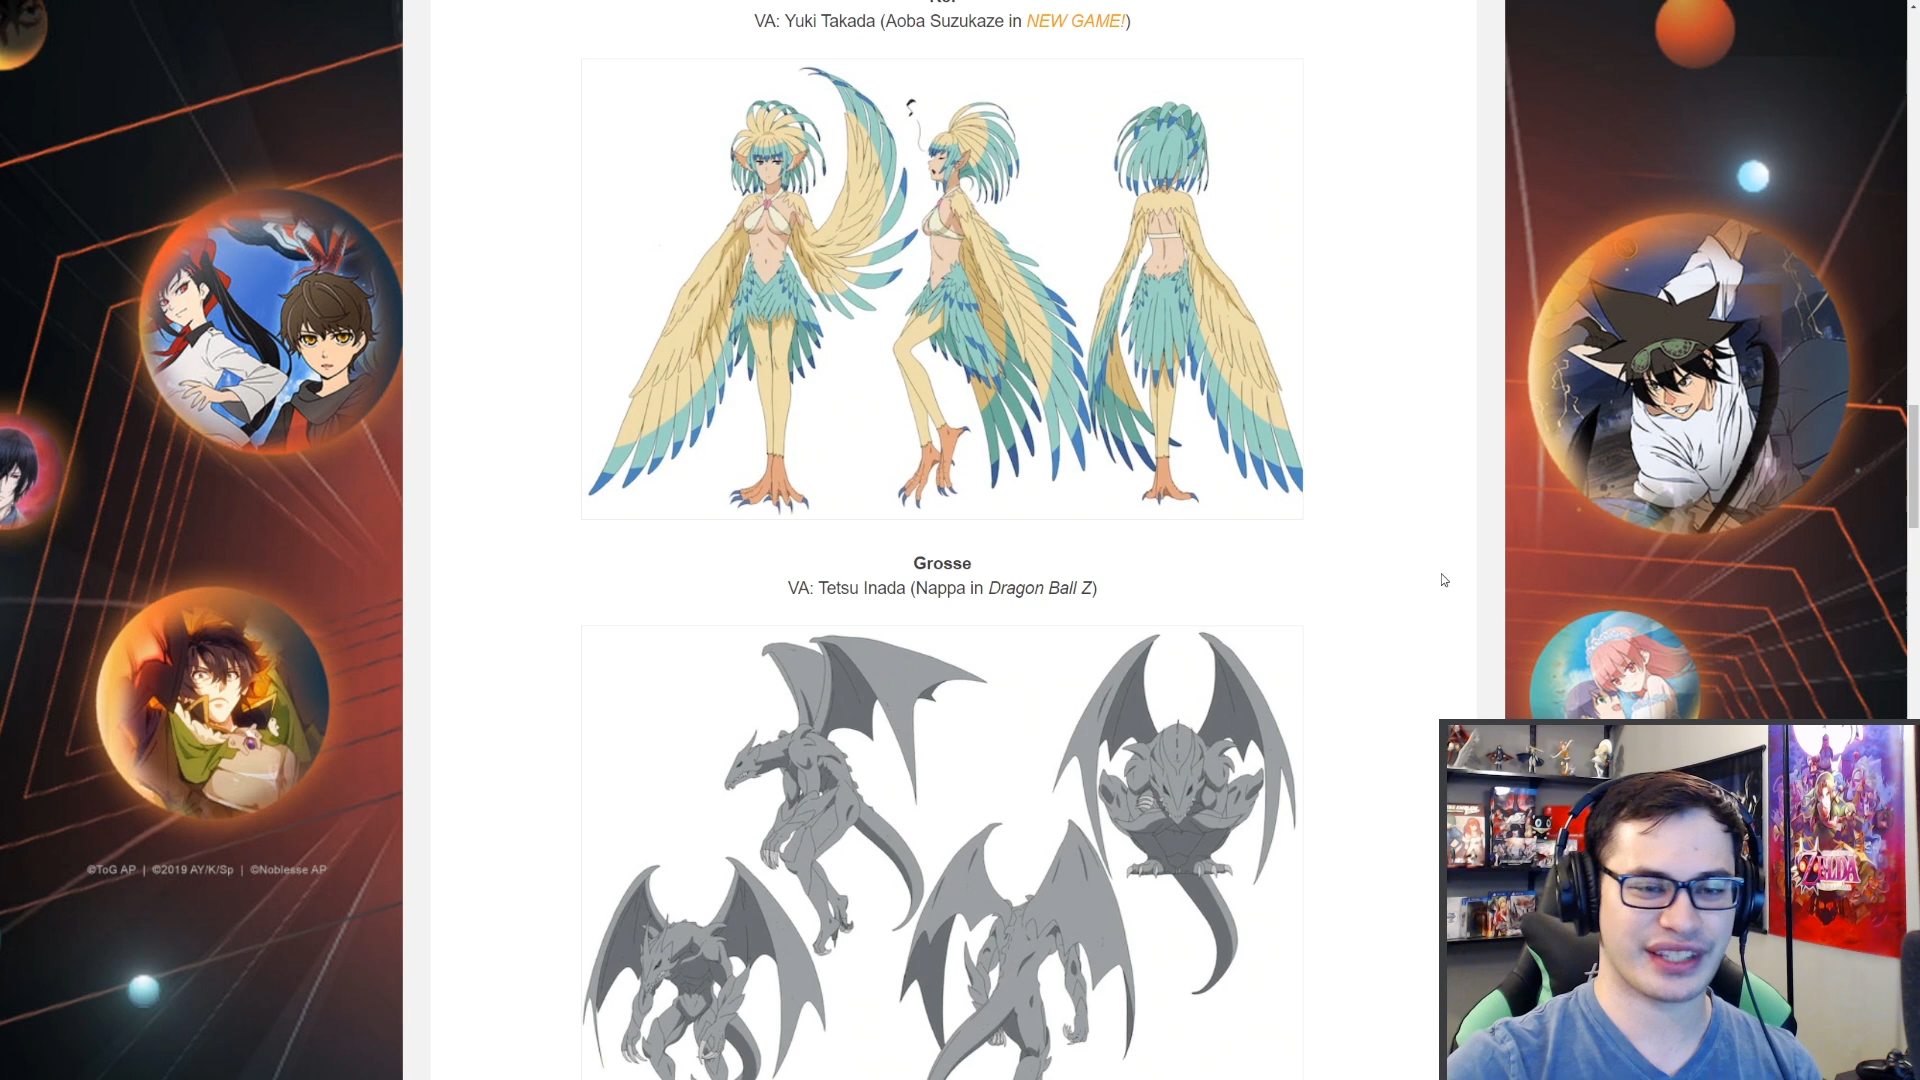 VA: Yuki Takada (Aoba Suzukaze in NEW GAME!)
Grosse
VA: Tetsu Inada (Nappa in Dragon Ball Z)
©ToG AP | ©2019 AY/K/Sp | ©Noblesse AP
ZELDA